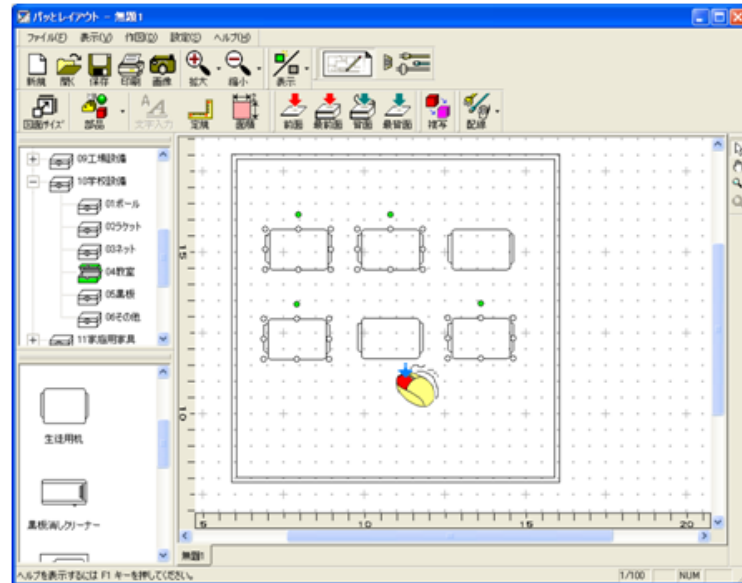 パッとレイアウト - 無題1
ファイル(F) 表示(V) 作図(D) 設定(C) ヘルプ(H)
新規 開く 保存 印刷 画像 拡大 縮小 表示
図面サイズ 部品 文字入力 定規 面積 前面 最前面 背面 最背面 複写 配線
09工場設備
10学校設備
01ボール
02ラケット
03ネット
04教室
05黒板
06その他
11家庭用家具
生徒用机
黒板消しクリーナー
15
10
5 10 15 20
無題1
ヘルプを表示するには F1 キーを押してください。 1/100 NUM